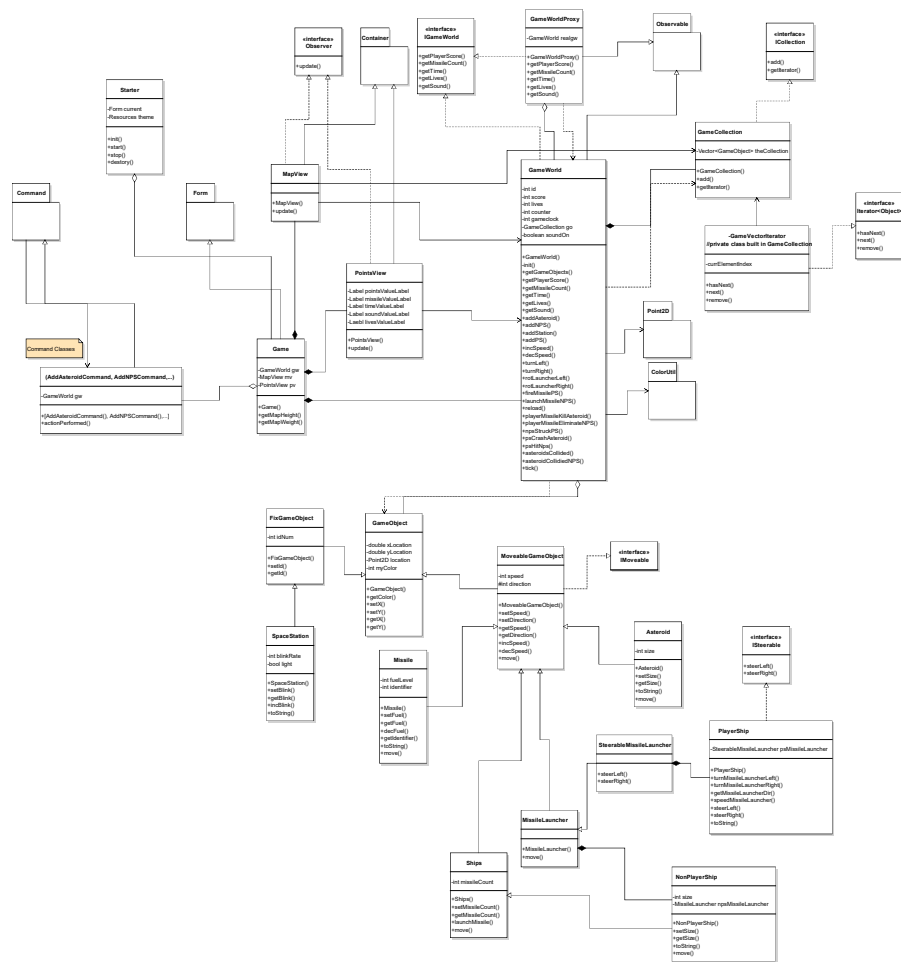 «interface»
Observer
+update()
Container
«interface»
IGameWorld
+getPlayerScore()
+getMissileCount()
+getTime()
+getLives()
+getSound()
GameWorldProxy
-GameWorld realgw
+GameWorldProxy()
+getPlayerScore()
+getMissileCount()
+getTime()
+getLives()
+getSound()
Observable
«interface»
ICollection
+add()
+getIterator()
Starter
-Form current
-Resources theme
+init()
+start()
+stop()
+destory()
GameCollection
-Vector<GameObject> theCollection
+GameCollection()
+add()
+getIterator()
Command
Form
MapView
+MapView()
+update()
GameWorld
-int id
-int score
-int lives
-int counter
-int gameclock
-GameCollection go
-boolean soundOn
+GameWorld()
-init()
+getGameObjects()
+getPlayerScore()
+getMissileCount()
+getTime()
+getLives()
+getSound()
+addAsteroid()
+addNPS()
+addStation()
+addPS()
+incSpeed()
+decSpeed()
+turnLeft()
+turnRight()
+rotLauncherLeft()
+rotLauncherRight()
+fireMissilePS()
+launchMissileNPS()
+reload()
+playerMissileKillAsteroid()
+playerMissileEliminateNPS()
+npsStruckPS()
+psCrashAsteroid()
+psHitNps()
+asteroidsCollided()
+asteroidCollidiedNPS()
+tick()
«interface»
Iterator<Object>
+hasNext()
+next()
+remove()
-GameVectorIterator
//private class built in GameCollection
-currElementIndex
+hasNext()
+next()
+remove()
PointsView
-Label pointsValueLabel
-Label missileValueLabel
-Label timeValueLabel
-Label soundValueLabel
-Laebl livesValueLabel
+PointsView()
+update()
Point2D
ColorUtil
Command Classes
(AddAsteroidCommand, AddNPSCommand,...)
-GameWorld gw
+[AddAsteroidCommand(), AddNPSCommand(),...]
+actionPerformed()
Game
-GameWorld gw
-MapView mv
-PointsView pv
+Game()
+getMapHeight()
+getMapWeight()
FixGameObject
-int idNum
+FixGameObject()
+setId()
+getId()
GameObject
-double xLocation
-double yLocation
-Point2D location
-int myColor
+GameObject()
+getColor()
+setX()
+setY()
+getX()
+getY()
MoveableGameObject
-int speed
#int direction
+MoveableGameObject()
+setSpeed()
+setDirection()
+getSpeed()
+getDirection()
+incSpeed()
+decSpeed()
+move()
«interface»
IMoveable
SpaceStation
-int blinkRate
-bool light
+SpaceStation()
+setBlink()
+getBlink()
+incBlink()
+toString()
Missile
-int fuelLevel
-int identifier
+Missile()
+setFuel()
+getFuel()
+decFuel()
+getIdentifier()
+toString()
+move()
Asteroid
-int size
+Asteroid()
+setSize()
+getSize()
+toString()
+move()
«interface»
ISteerable
+steerLeft()
+steerRight()
SteerableMissileLauncher
+steerLeft()
+steerRight()
PlayerShip
-SteerableMissileLauncher psMissileLauncher
+PlayerShip()
+turnMissileLauncherLeft()
+turnMissileLauncherRight()
+getMissileLauncherDir()
+speedMissileLauncher()
+steerLeft()
+steerRight()
+toString()
MissileLauncher
+MissileLauncher()
+move()
Ships
-int missileCount
+Ships()
+setMissileCount()
+getMissileCount()
+launchMissile()
+move()
NonPlayerShip
-int size
-MissileLauncher npsMissileLauncher
+NonPlayerShip()
+setSize()
+getSize()
+toString()
+move()